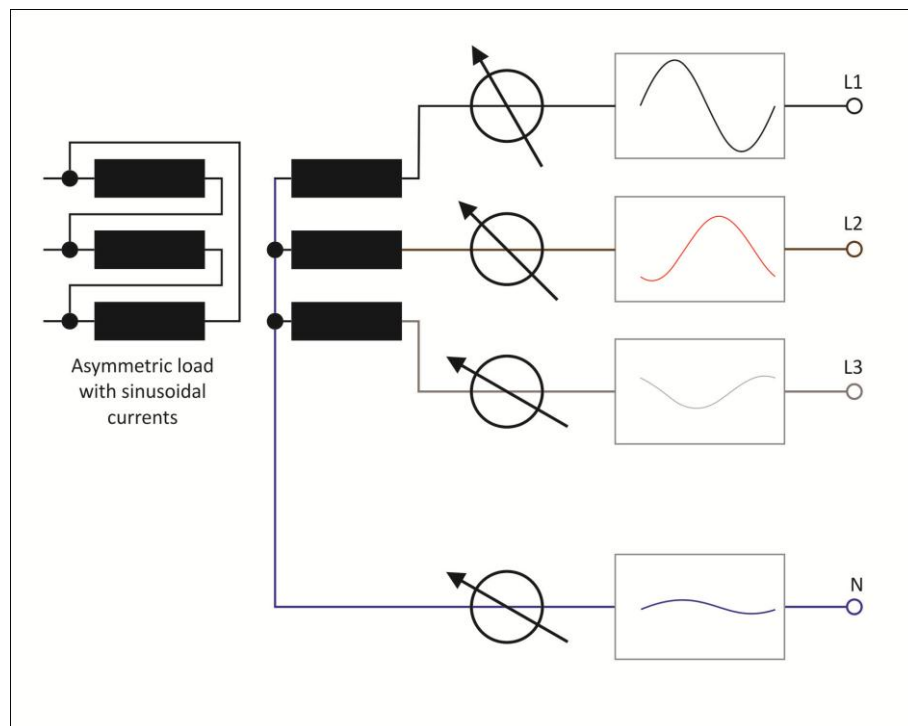 L1
L2
L3
Asymmetric load
with sinusoidal
currents
N